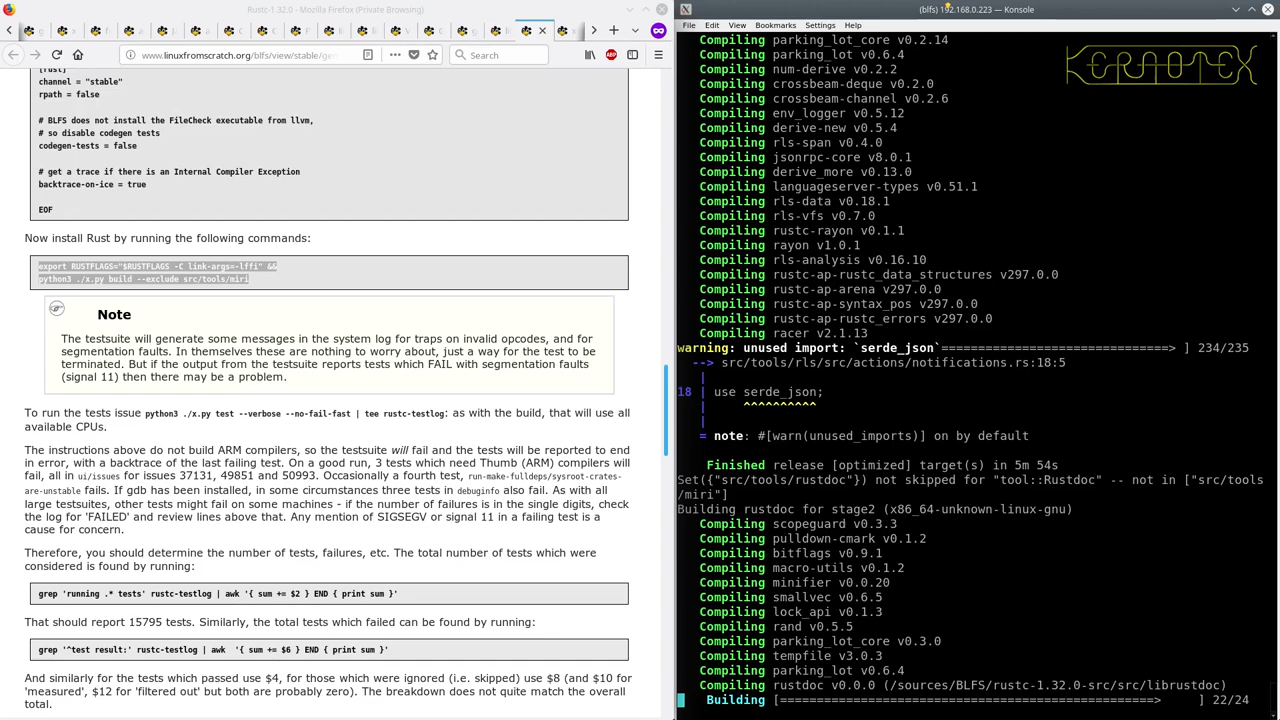 Rustc-1.32.0 - Mozilla Firefox (Private Browsing)
www.linuxfromscratch.org/blfs/view/stable/gen
Search
[rust]
channel = "stable"
rpath = false
# BLFS does not install the FileCheck executable from llvm,
# so disable codegen tests
codegen-tests = false
# get a trace if there is an Internal Compiler Exception
backtrace-on-ice = true
EOF
Now install Rust by running the following commands:
export RUSTFLAGS="$RUSTFLAGS -C link-args=-lffi" &&
python3 ./x.py build --exclude src/tools/miri
Note
The testsuite will generate some messages in the system log for traps on invalid opcodes, and for
segmentation faults. In themselves these are nothing to worry about, just a way for the test to be
terminated. But if the output from the testsuite reports tests which FAIL with segmentation faults
(signal 11) then there may be a problem.
To run the tests issue python3 ./x.py test --verbose --no-fail-fast | tee rustc-testlog: as with the build, that will use all
available CPUs.
The instructions above do not build ARM compilers, so the testsuite will fail and the tests will be reported to end
in error, with a backtrace of the last failing test. On a good run, 3 tests which need Thumb (ARM) compilers will
fail, all in ui/issues for issues 37131, 49851 and 50993. Occasionally a fourth test, run-make-fulldeps/sysroot-crates-
are-unstable fails. If gdb has been installed, in some circumstances three tests in debuginfo also fail. As with all
large testsuites, other tests might fail on some machines - if the number of failures is in the single digits, check
the log for 'FAILED' and review lines above that. Any mention of SIGSEGV or signal 11 in a failing test is a
cause for concern.
Therefore, you should determine the number of tests, failures, etc. The total number of tests which were
considered is found by running:
grep 'running .* tests' rustc-testlog | awk '{ sum += $2 } END { print sum }'
That should report 15795 tests. Similarly, the total tests which failed can be found by running:
grep '^test result:' rustc-testlog | awk  '{ sum += $6 } END { print sum }'
And similarly for tests which passed use $4, for those which were ignored (i.e. skipped) use $8 (and $10 for
'measured', $12 for 'filtered out' but both are probably zero). The breakdown does not quite match the overall
total.
(blfs) 192.168.0.223 — Konsole
File Edit View Bookmarks Settings Help
KERAOTEX
Compiling parking_lot_core v0.2.14
Compiling parking_lot v0.6.4
Compiling num-derive v0.2.2
Compiling crossbeam-deque v0.2.0
Compiling crossbeam-channel v0.2.6
Compiling env_logger v0.5.12
Compiling derive-new v0.5.4
Compiling rls-span v0.4.0
Compiling jsonrpc-core v8.0.1
Compiling derive_more v0.13.0
Compiling languageserver-types v0.51.1
Compiling rls-data v0.18.1
Compiling rls-vfs v0.7.0
Compiling rustc-rayon v0.1.1
Compiling rayon v1.0.1
Compiling rls-analysis v0.16.10
Compiling rustc-ap-rustc_data_structures v297.0.0
Compiling rustc-ap-arena v297.0.0
Compiling rustc-ap-syntax_pos v297.0.0
Compiling rustc-ap-rustc_errors v297.0.0
Compiling racer v2.1.13
warning: unused import: `serde_json`==============================> ] 234/235
--> src/tools/rls/src/actions/notifications.rs:18:5
|
18 | use serde_json;
| ^^^^^^^^^^
|
= note: #[warn(unused_imports)] on by default
Finished release [optimized] target(s) in 5m 54s
Set({"src/tools/rustdoc"}) not skipped for "tool::Rustdoc" -- not in ["src/tools
/miri"]
Building rustdoc for stage2 (x86_64-unknown-linux-gnu)
Compiling scopeguard v0.3.3
Compiling pulldown-cmark v0.1.2
Compiling bitflags v0.9.1
Compiling macro-utils v0.1.2
Compiling minifier v0.0.20
Compiling smallvec v0.6.5
Compiling lock_api v0.1.3
Compiling rand v0.5.5
Compiling parking_lot_core v0.3.0
Compiling tempfile v3.0.3
Compiling parking_lot v0.6.4
Compiling rustdoc v0.0.0 (/sources/BLFS/rustc-1.32.0-src/src/librustdoc)
Building [==================================================> ] 22/24